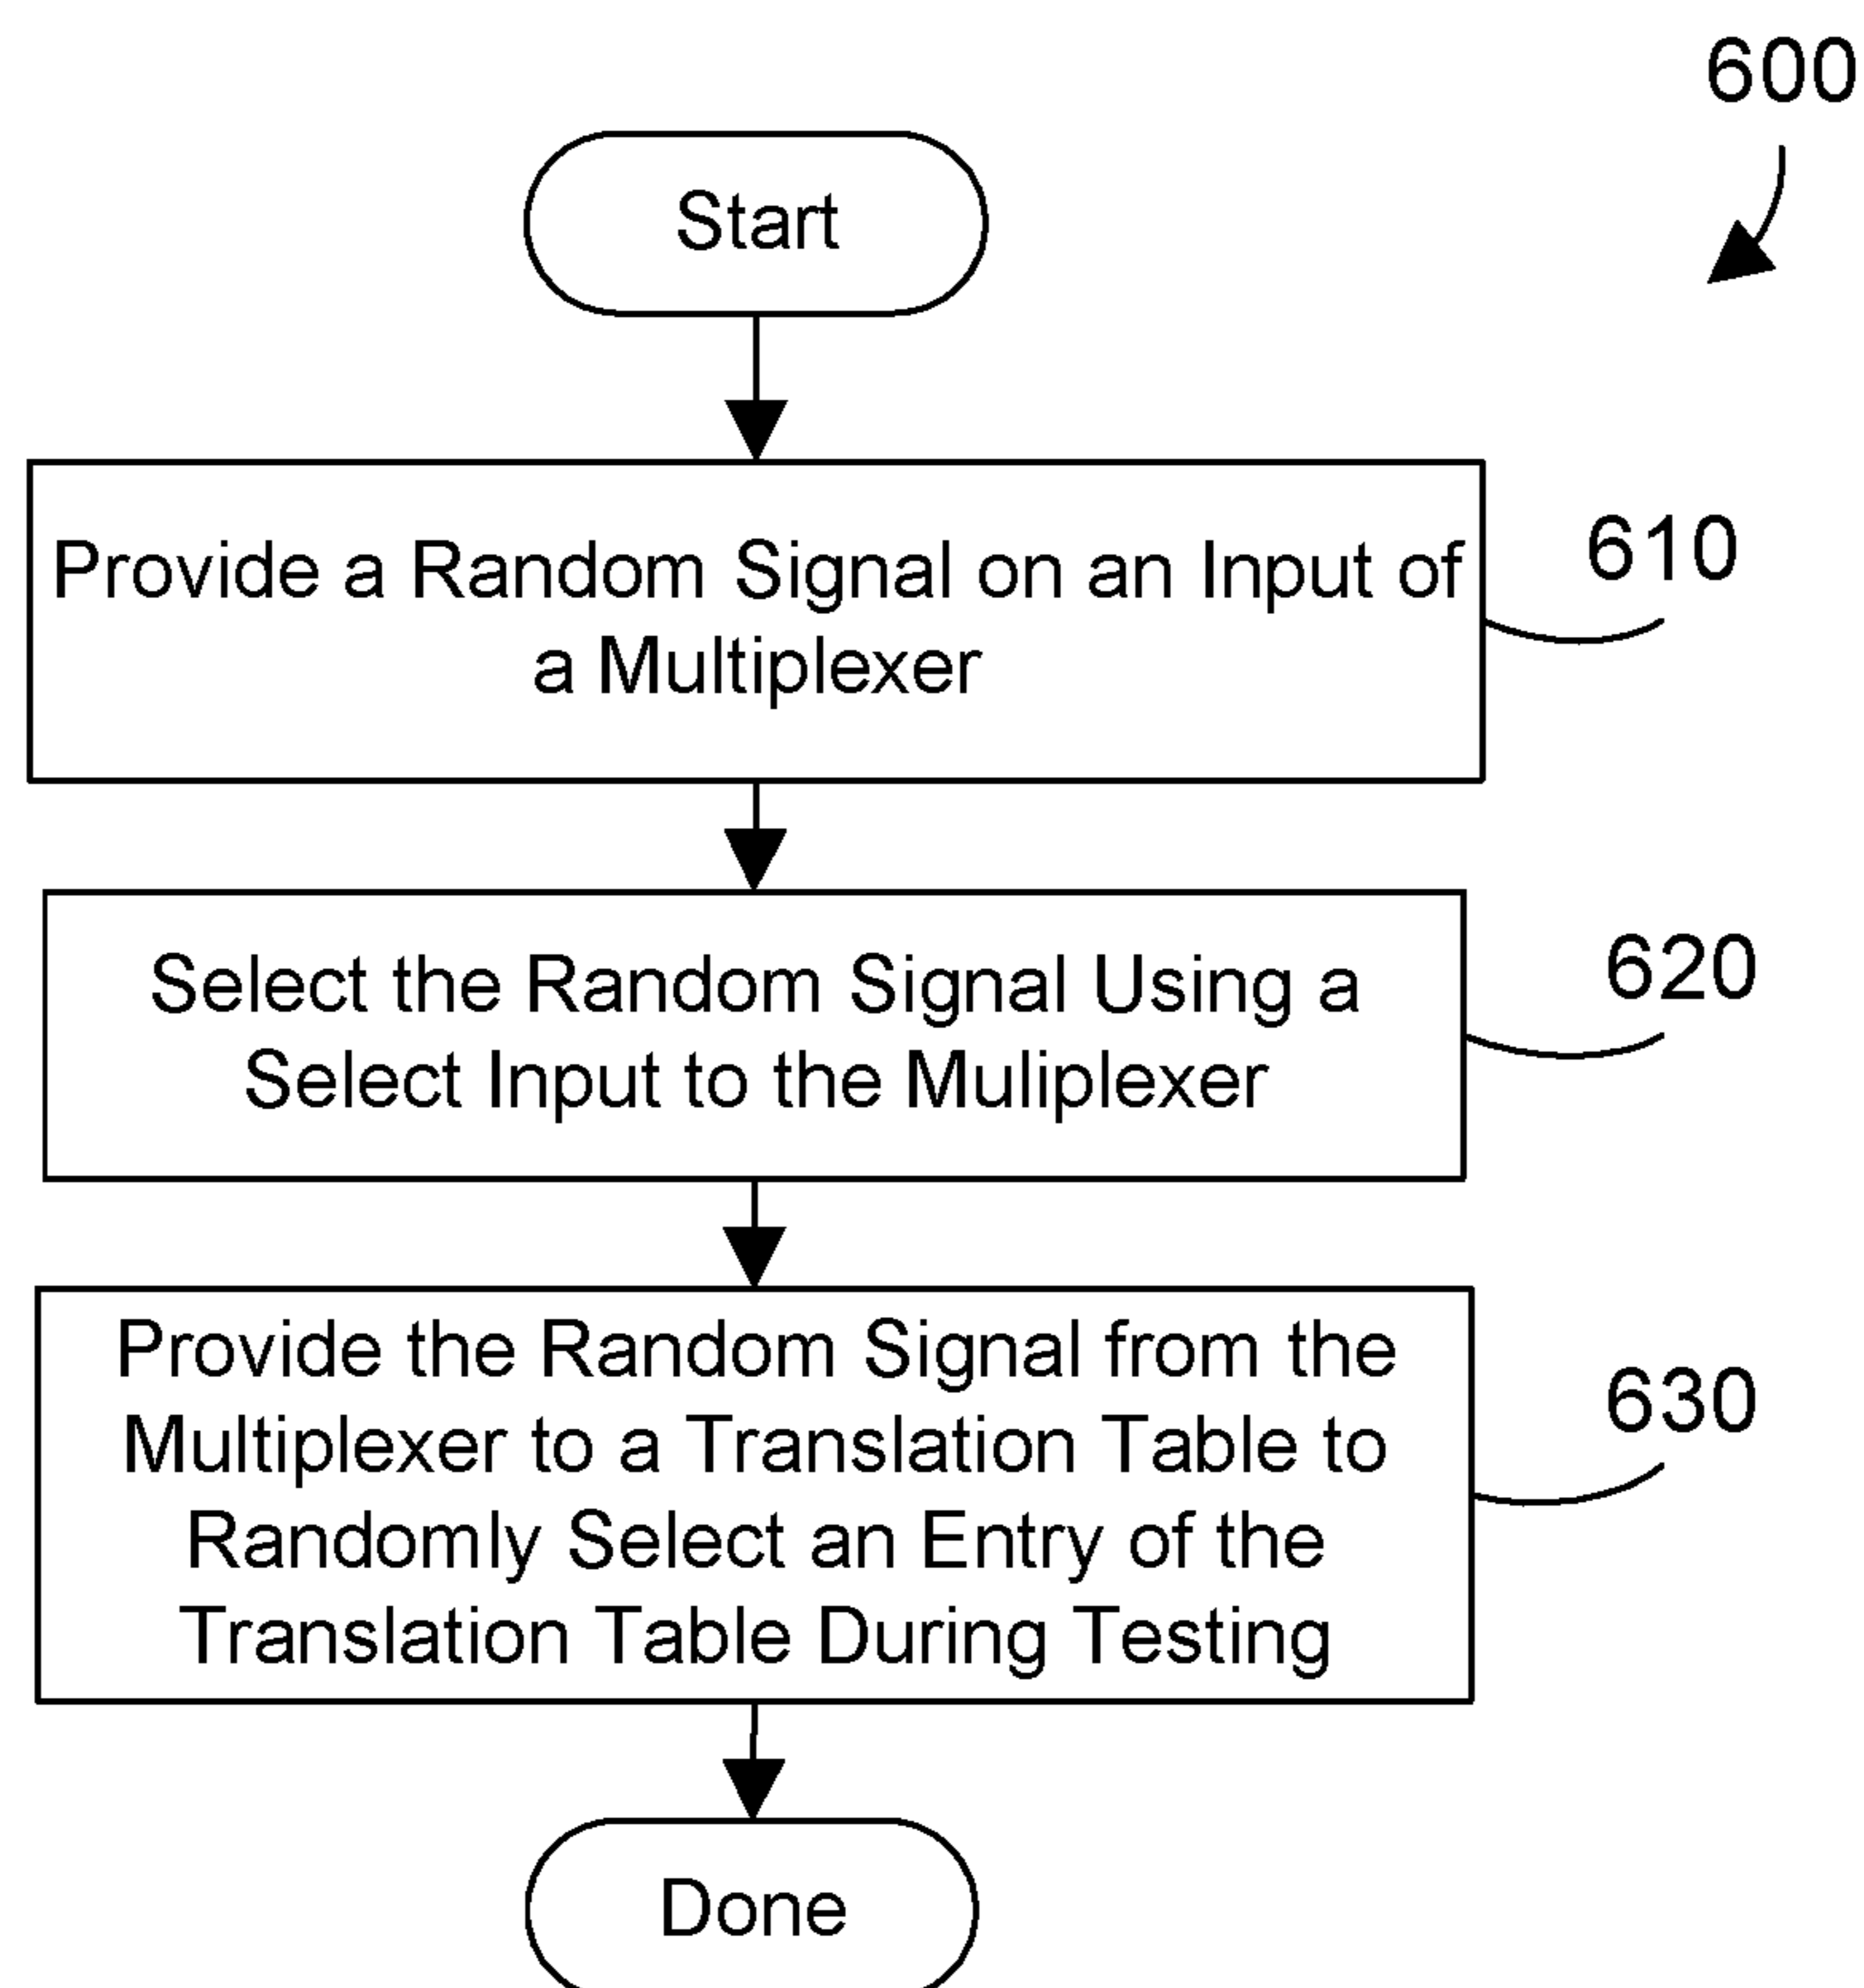 600
Start
Provide a Random Signal on an Input of
a Multiplexer
610
Select the Random Signal Using a
Select Input to the Muliplexer
620
Provide the Random Signal from the
Multiplexer to a Translation Table to
Randomly Select an Entry of the
Translation Table During Testing
630
Done